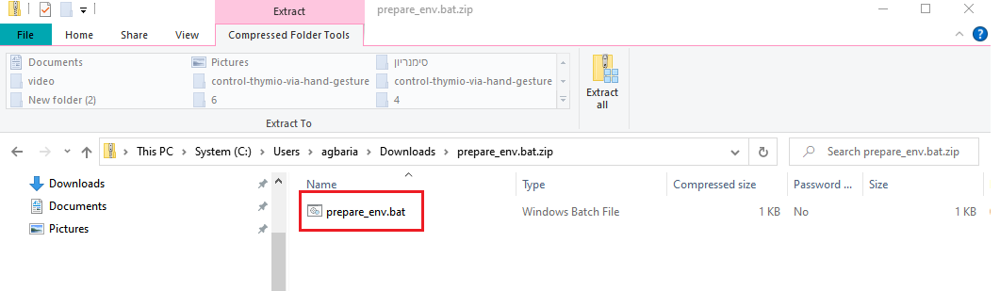 Extract
prepare_env.bat.zip
File
Home
Share
View
Compressed Folder Tools
Documents
Pictures
סימנריון
video
control-thymio-via-hand-gesture
control-thymio-via-hand-gesture
New folder (2)
6
4
Extract To
Extract
all
This PC > System (C:) > Users > agbaria > Downloads > prepare_env.bat.zip
Search prepare_env.bat.zip
Downloads
Documents
Pictures
Name
Type
Compressed size
Password ...
Size
prepare_env.bat
Windows Batch File
1 KB
No
1 KB